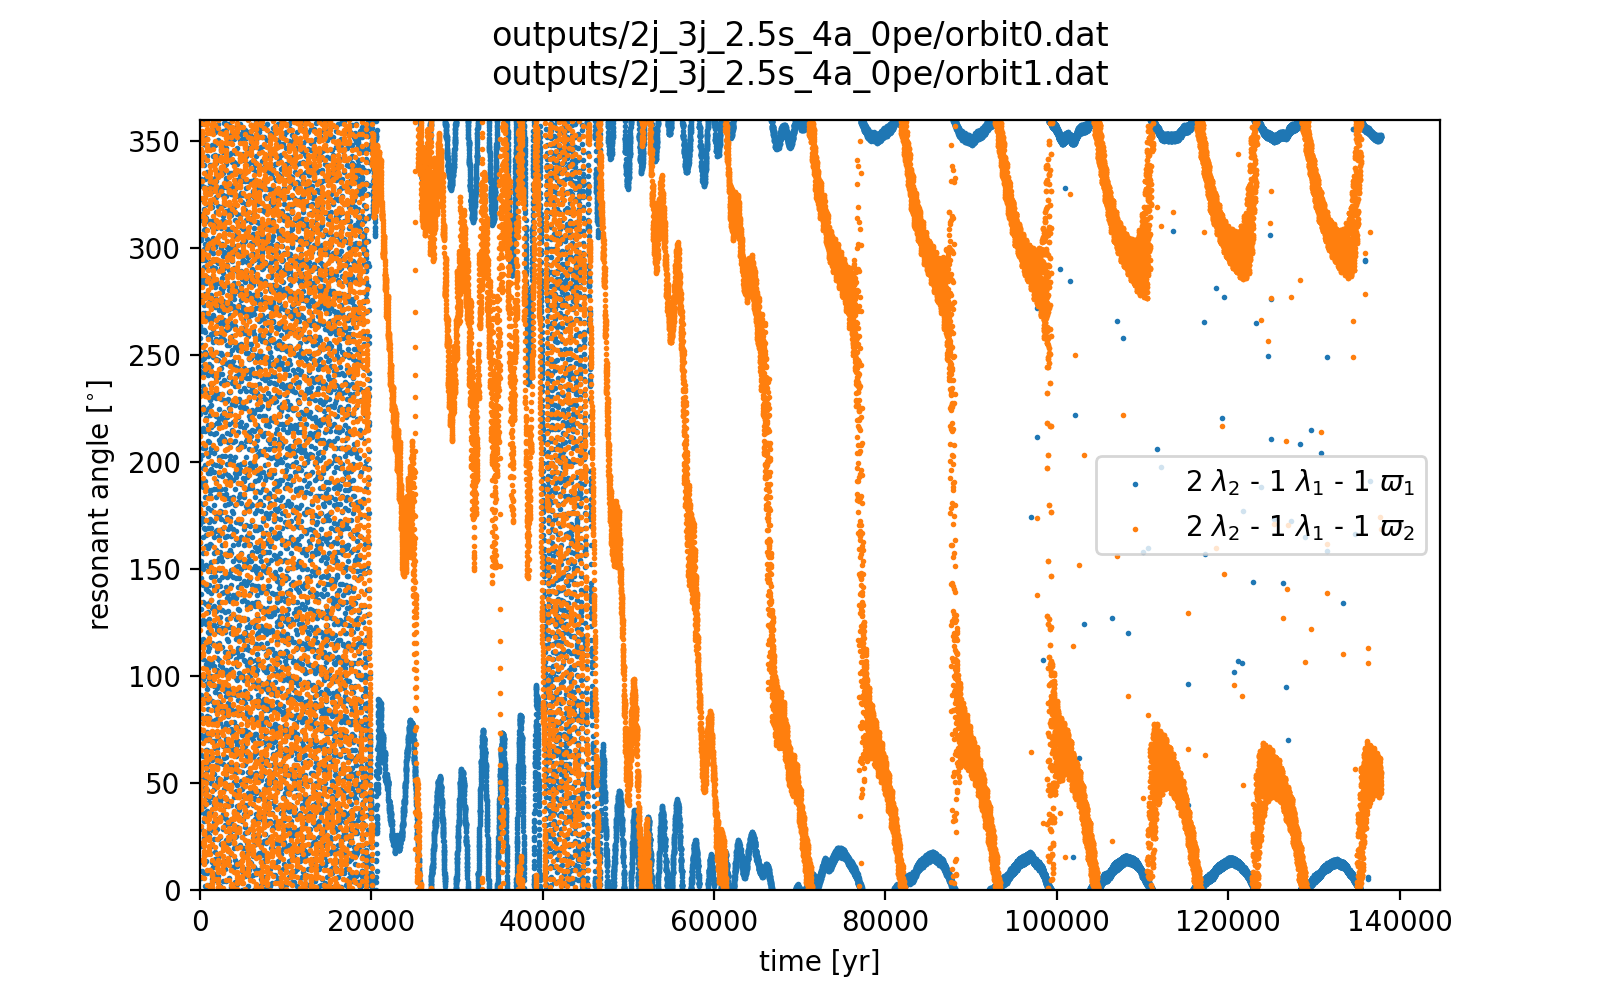 outputs/2j_3j_2.5s_4a_0pe/orbit0.dat
outputs/2j_3j_2.5s_4a_0pe/orbit1.dat
350
300
250
200
150
100
50
0
resonant angle [°]
2 λ₂ - 1 λ₁ - 1 ϖ₁
2 λ₂ - 1 λ₁ - 1 ϖ₂
0 20000 40000 60000 80000 100000 120000 140000
time [yr]